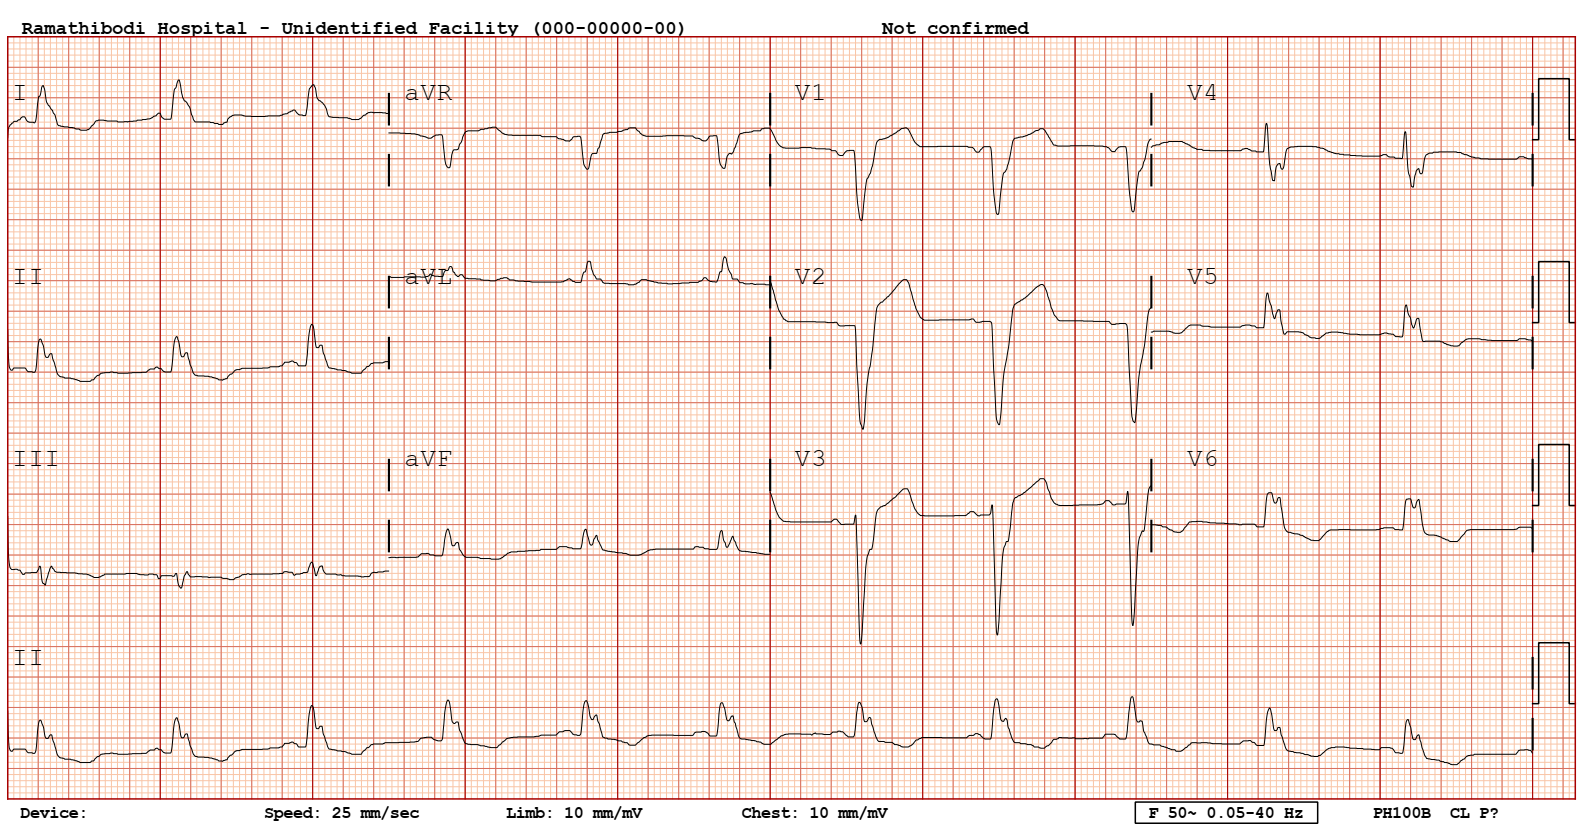 Ramathibodi Hospital - Unidentified Facility (000-00000-00) Not confirmed
I aVR V1 V4
II aVL V2 V5
III aVF V3 V6
II
Device: Speed: 25 mm/sec Limb: 10 mm/mV Chest: 10 mm/mV F 50~ 0.05-40 Hz PH100B CL P?